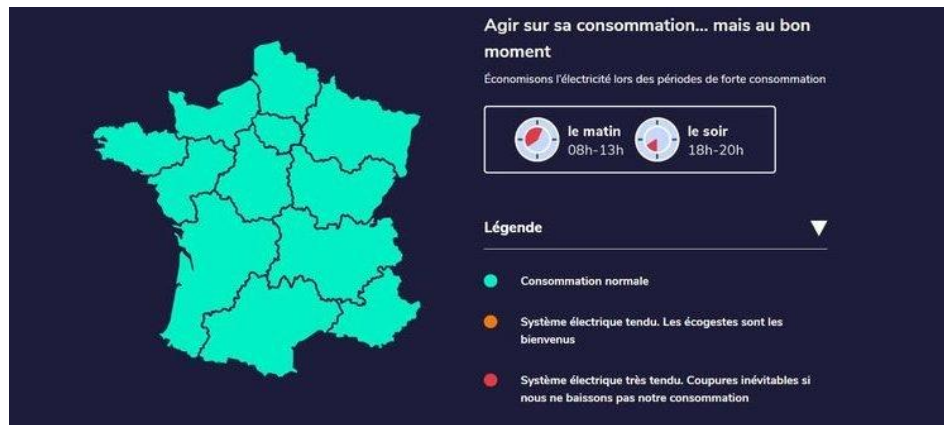 Agir sur sa consommation... mais au bon
moment
Économisons l'électricité lors des périodes de forte consommation
le matin
08h-13h
le soir
18h-20h
Légende
Consommation normale
Système électrique tendu. Les écogestes sont les
bienvenus
Système électrique très tendu. Coupures inévitables si
nous ne baissons pas notre consommation